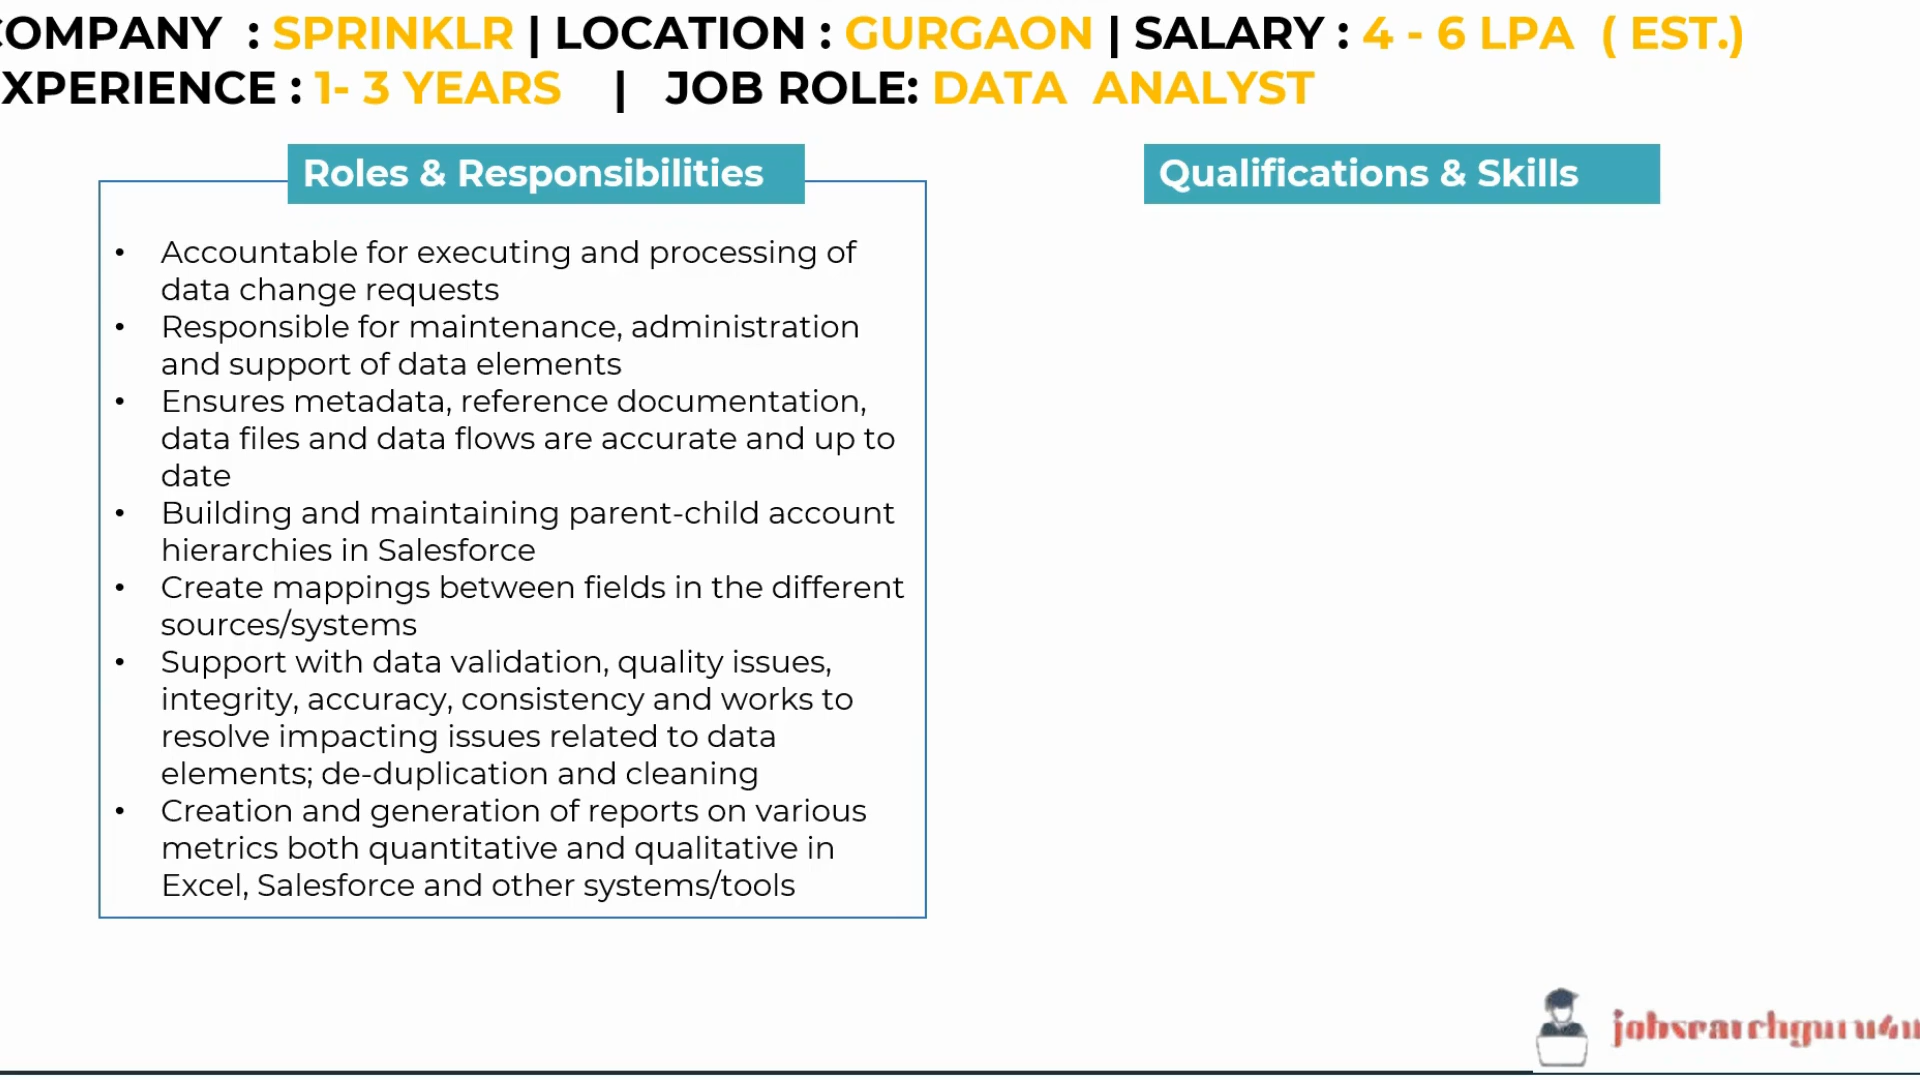 COMPANY : SPRINKLR | LOCATION : GURGAON | SALARY : 4 - 6 LPA ( EST.)
XPERIENCE : 1- 3 YEARS | JOB ROLE: DATA ANALYST
Roles & Responsibilities
• Accountable for executing and processing of
data change requests
• Responsible for maintenance, administration
and support of data elements
• Ensures metadata, reference documentation,
data files and data flows are accurate and up to
date
• Building and maintaining parent-child account
hierarchies in Salesforce
• Create mappings between fields in the different
sources/systems
• Support with data validation, quality issues,
integrity, accuracy, consistency and works to
resolve impacting issues related to data
elements; de-duplication and cleaning
• Creation and generation of reports on various
metrics both quantitative and qualitative in
Excel, Salesforce and other systems/tools
Qualifications & Skills